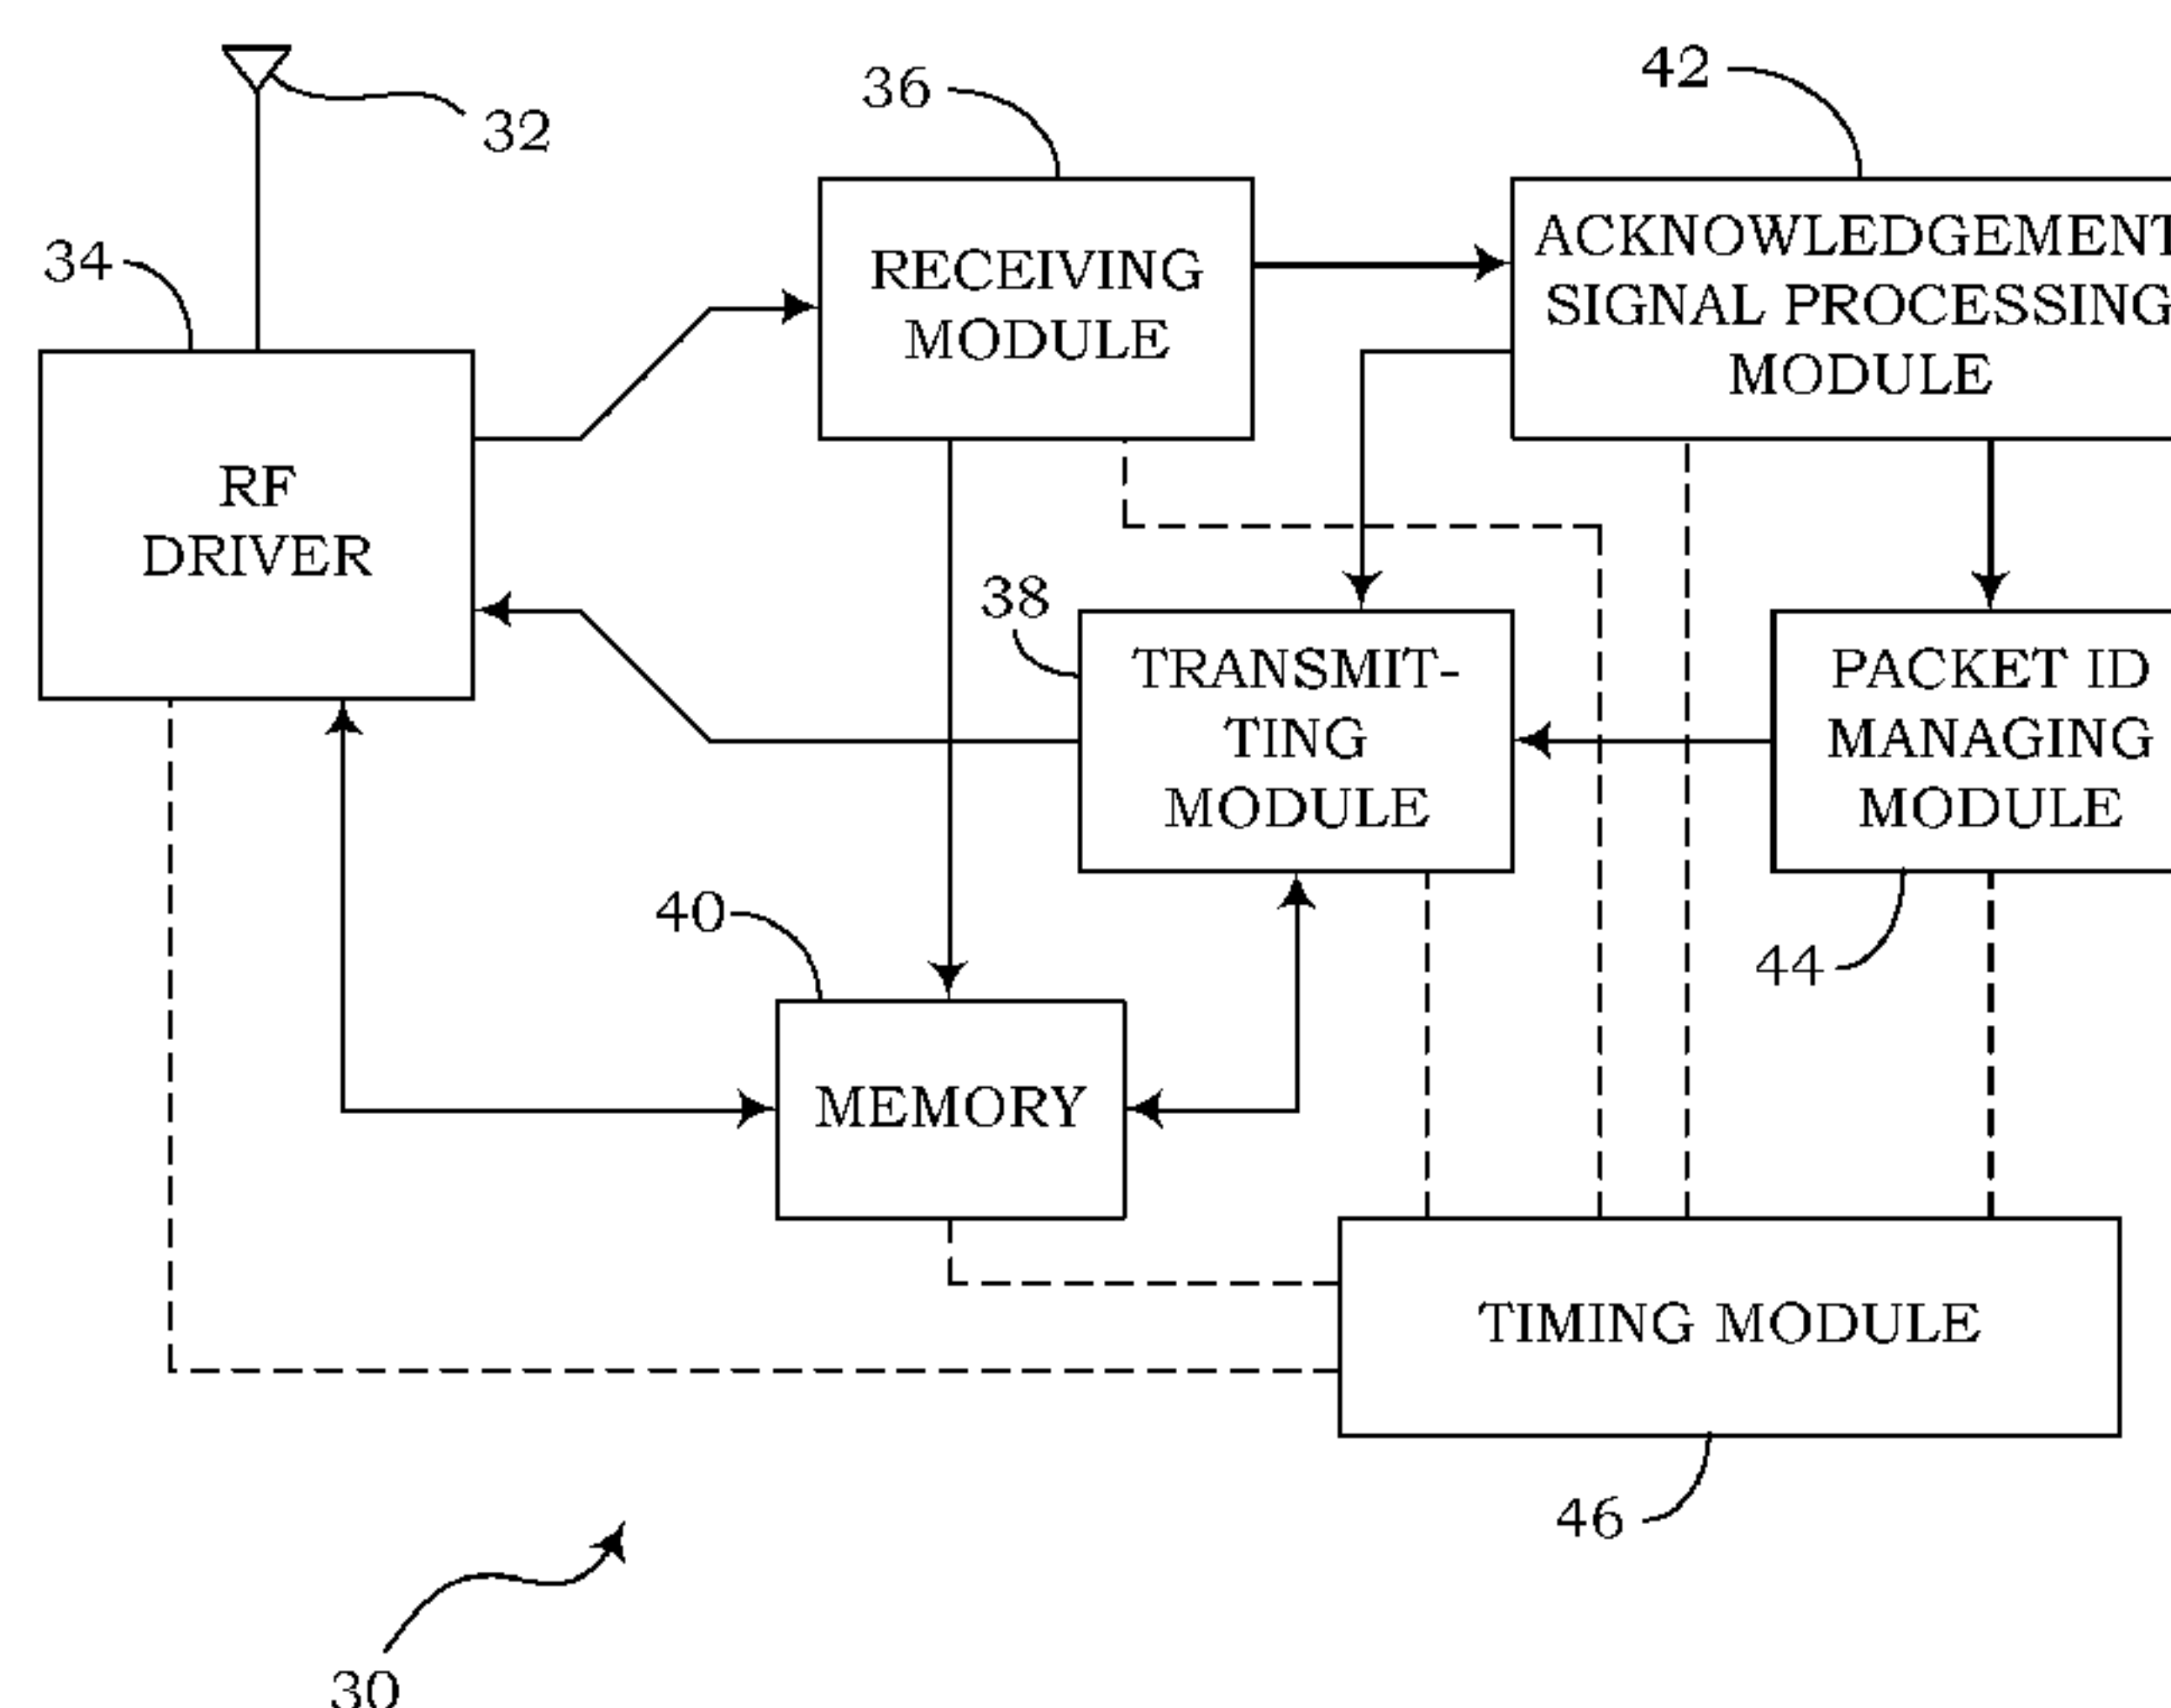 32
36
42
34
RECEIVING
MODULE
ACKNOWLEDGEMENT
SIGNAL PROCESSING
MODULE
RF
DRIVER
38
TRANSMIT-
TING
MODULE
PACKET ID
MANAGING
MODULE
40
44
MEMORY
TIMING MODULE
46
30